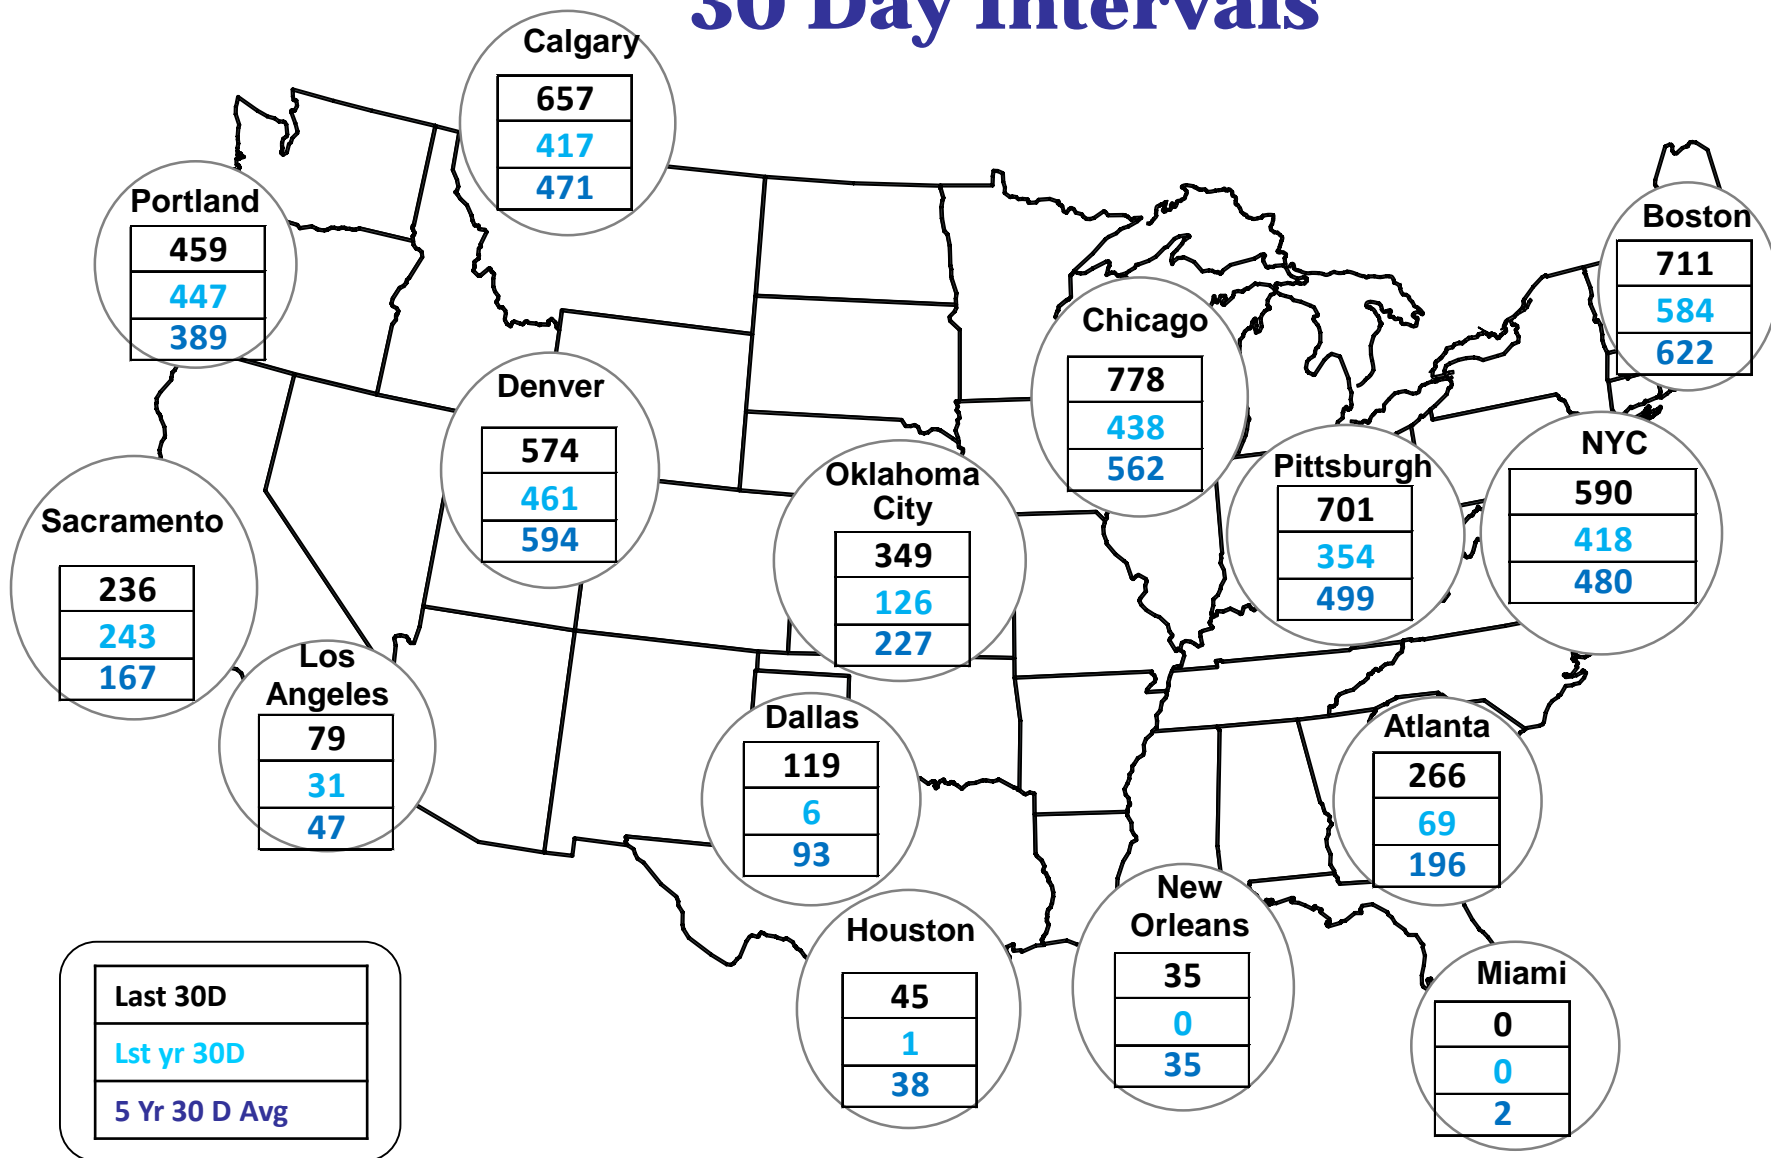 30 Day Intervals
Calgary
657
417
471
Portland
459
447
389
Boston
711
584
622
Chicago
778
438
562
Denver
574
461
594
NYC
590
418
480
Pittsburgh
701
354
499
Oklahoma
City
349
126
227
Sacramento
236
243
167
Los
Angeles
79
31
47
Dallas
119
6
93
Atlanta
266
69
196
New
Orleans
35
0
35
Houston
45
1
38
Miami
0
0
2
Last 30D
Lst yr 30D
5 Yr 30 D Avg